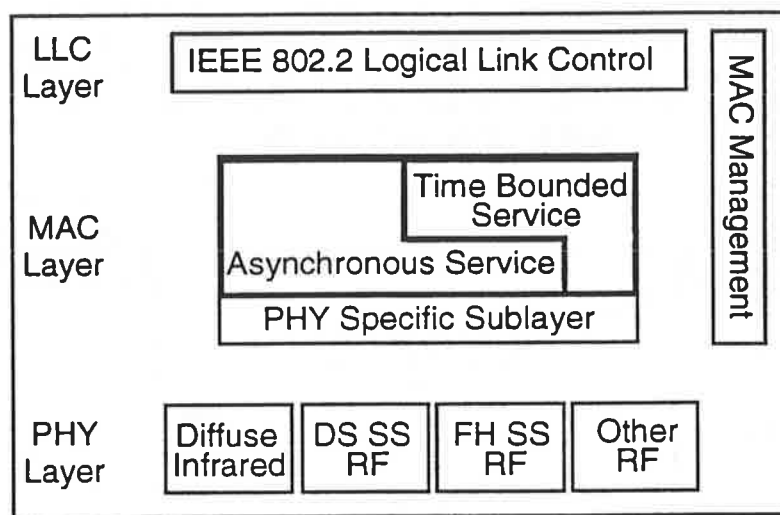 LLC
Layer
IEEE 802.2 Logical Link Control
MAC Management
MAC
Layer
Time Bounded
Service
Asynchronous Service
PHY Specific Sublayer
PHY
Layer
Diffuse
Infrared
DS SS
RF
FH SS
RF
Other
RF